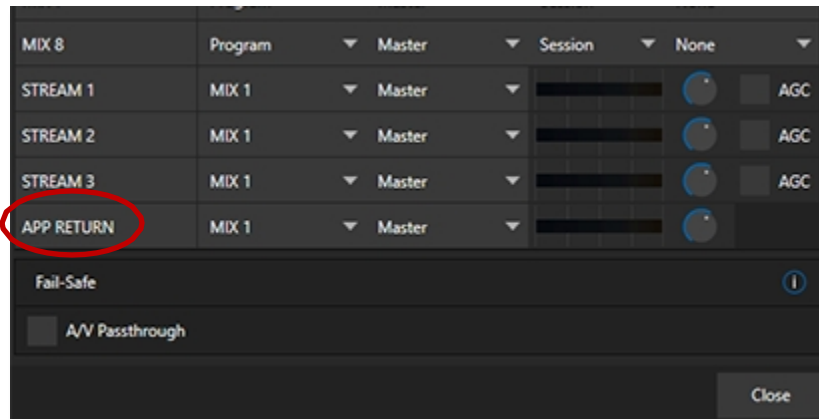 MIX 8 Program Master Session None
STREAM 1 MIX 1 Master AGC
STREAM 2 MIX 1 Master AGC
STREAM 3 MIX 1 Master AGC
APP RETURN MIX 1 Master
Fail-Safe
A/V Passthrough
Close